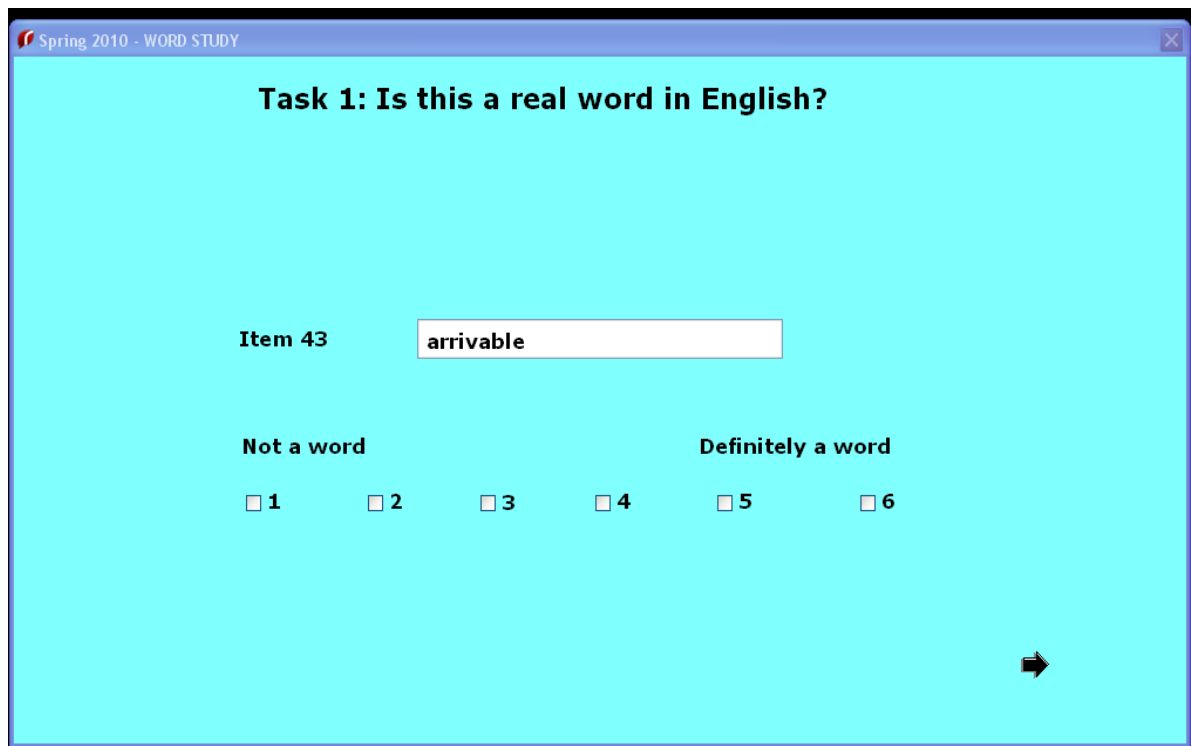 Spring 2010 - WORD STUDY
Task 1: Is this a real word in English?
Item 43 arrivable
Not a word Definitely a word
1 2 3 4 5 6